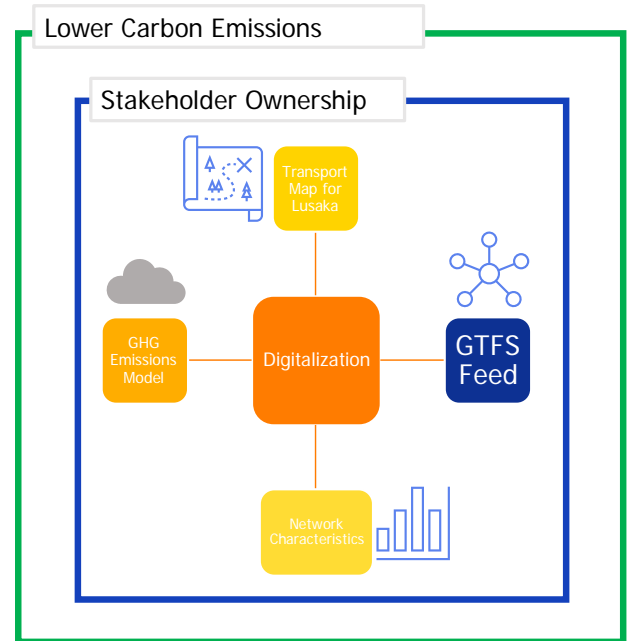 Lower Carbon Emissions
Stakeholder Ownership
Transport
Map for
Lusaka
GHG
Emissions
Model
Digitalization
GTFS
Feed
Network
Characteristics